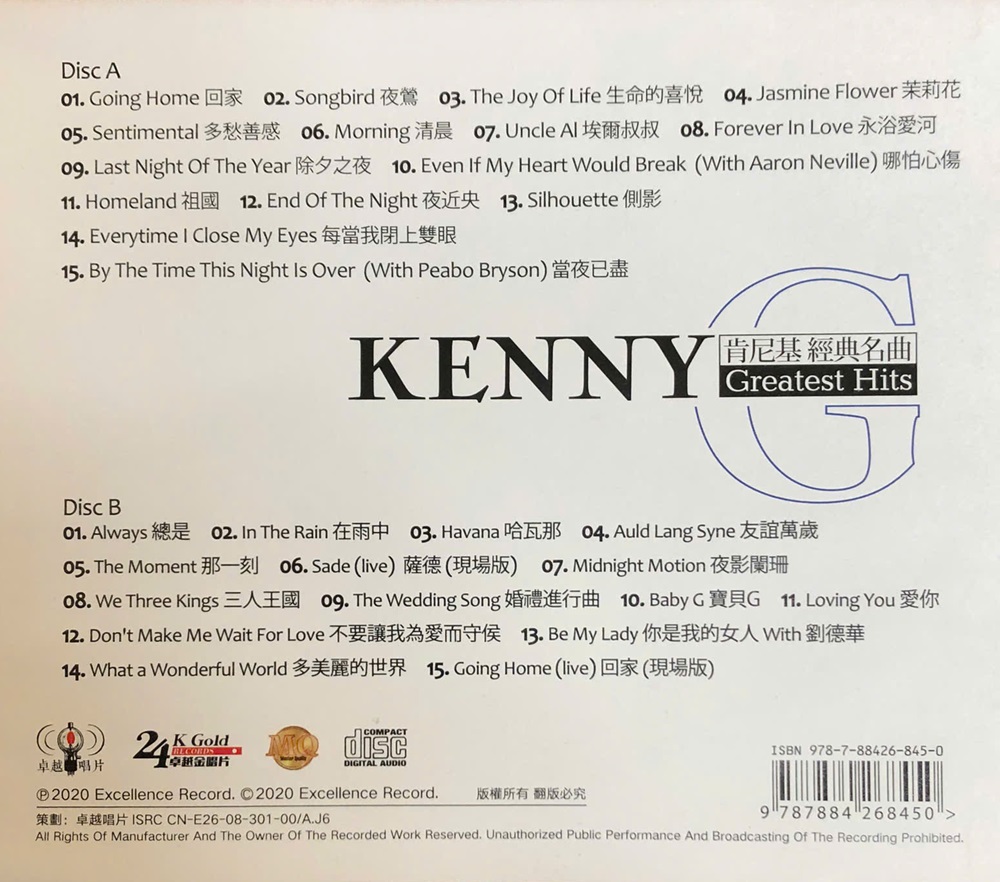 Disc A
01. Going Home 回家 02. Songbird 夜鶯 03. The Joy Of Life 生命的喜悅 04. Jasmine Flower 茉莉花
05. Sentimental 多愁善感 06. Morning 清晨 07. Uncle Al 埃爾叔叔 08. Forever In Love 永浴愛河
09. Last Night Of The Year 除夕之夜 10. Even If My Heart Would Break (With Aaron Neville) 哪怕心傷
11. Homeland 祖國 12. End Of The Night 夜近央 13. Silhouette 側影
14. Everytime I Close My Eyes 每當我閉上雙眼
15. By The Time This Night Is Over (With Peabo Bryson) 當夜已盡
KENNY G
肯尼基 經典名曲
Greatest Hits
Disc B
01. Always 總是 02. In The Rain 在雨中 03. Havana 哈瓦那 04. Auld Lang Syne 友誼萬歲
05. The Moment 那一刻 06. Sade (live) 薩德 (現場版) 07. Midnight Motion 夜影闌珊
08. We Three Kings 三人王國 09. The Wedding Song 婚禮進行曲 10. Baby G 寶貝G 11. Loving You 愛你
12. Don't Make Me Wait For Love 不要讓我為愛而守侯 13. Be My Lady 你是我的女人 With 劉德華
14. What a Wonderful World 多美麗的世界 15. Going Home (live) 回家 (現場版)
卓越唱片
24 K Gold
RECORDS
卓越金唱片
MQ
COMPACT
disc
DIGITAL AUDIO
ISBN 978-7-88426-845-0
9 787884 268450 >
℗2020 Excellence Record. ©2020 Excellence Record. 版權所有 翻版必究
策劃: 卓越唱片 ISRC CN-E26-08-301-00/A.J6
All Rights Of Manufacturer And The Owner Of The Recorded Work Reserved. Unauthorized Public Performance And Broadcasting Of The Recording Prohibited.